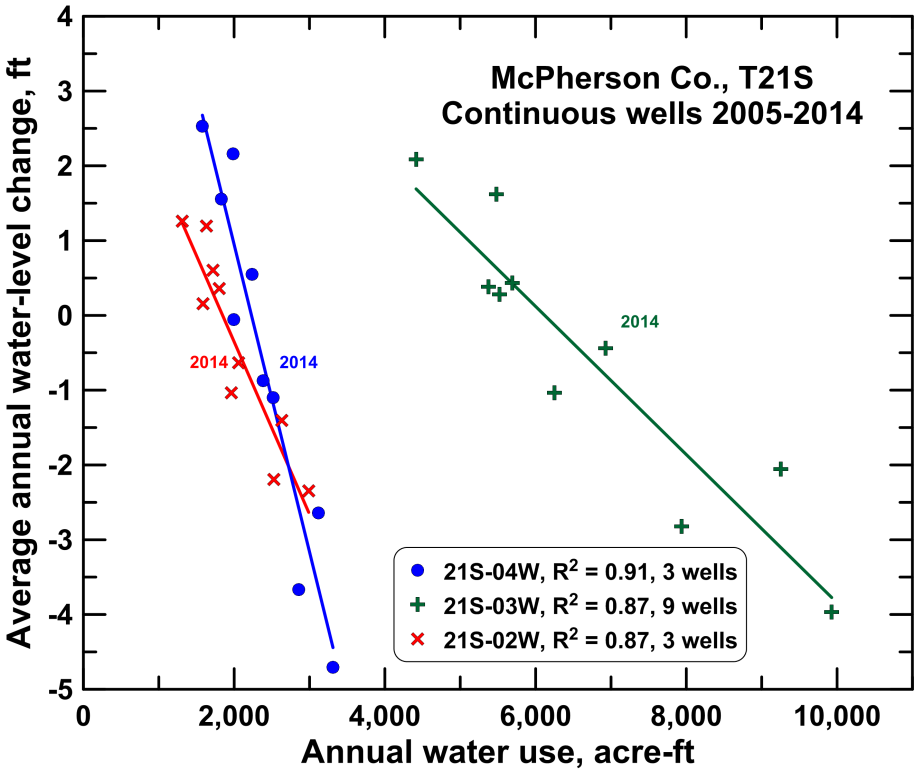 McPherson Co., T21S
Continuous wells 2005-2014
Average annual water-level change, ft
4
3
2
1
0
-1
-2
-3
-4
-5
2014
2014
2014
21S-04W, R² = 0.91, 3 wells
21S-03W, R² = 0.87, 9 wells
21S-02W, R² = 0.87, 3 wells
0 2,000 4,000 6,000 8,000 10,000
Annual water use, acre-ft